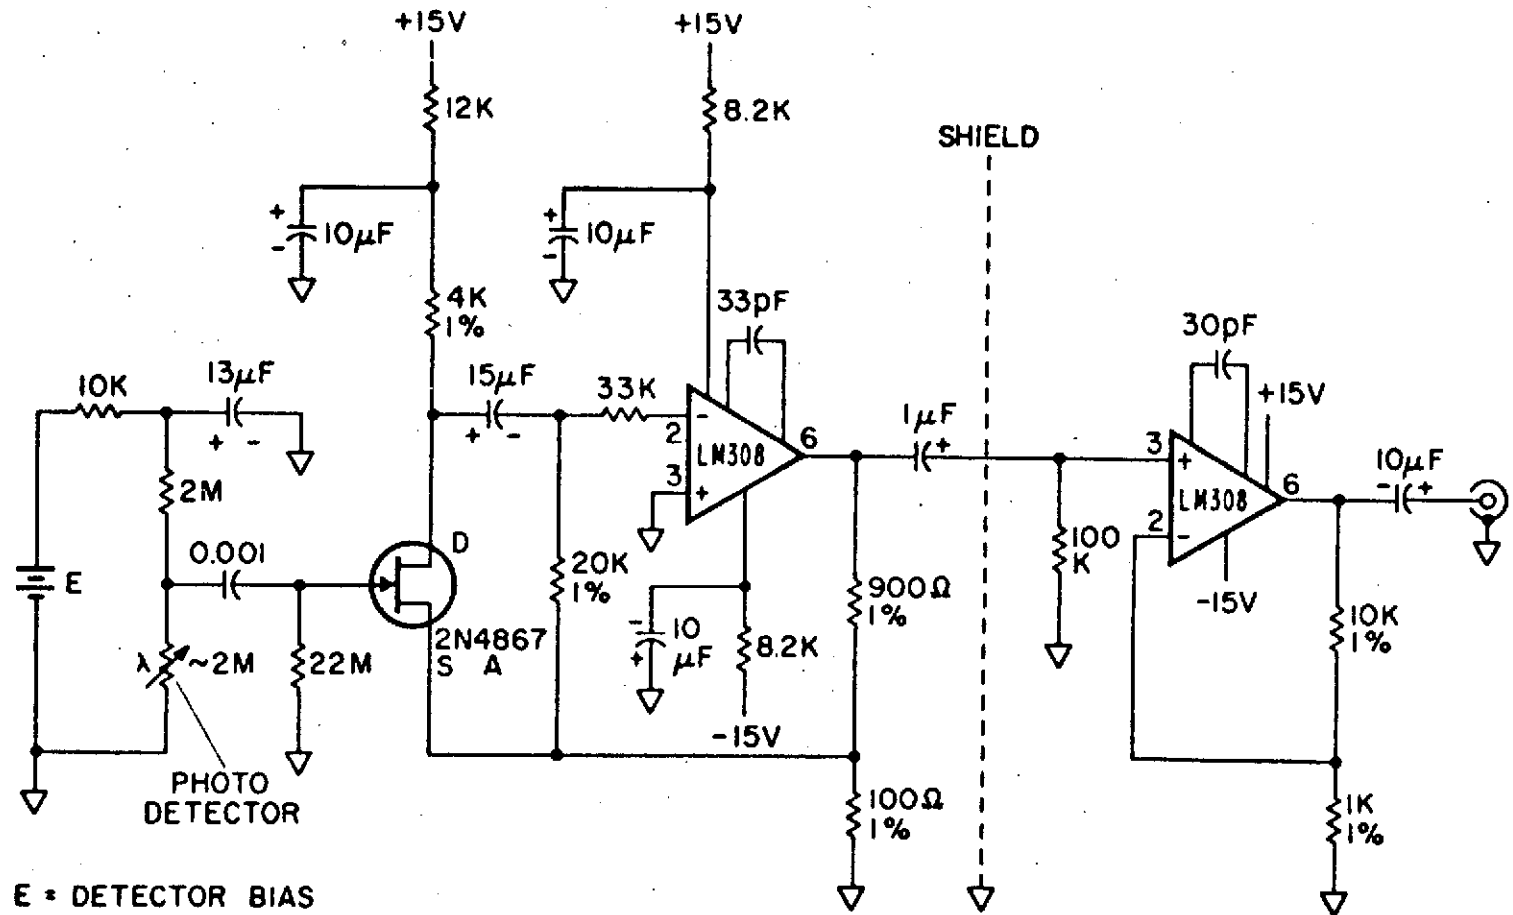 +15V
+15V
12K
8.2K
SHIELD
+
-
10µF
+
-
10µF
4K
1%
33pF
30pF
10K
13µF
+ -
15µF
+ -
33K
-
2
LM308
3
+
6
1µF
+
3
+
+15V
LM308
2
-
6
10µF
- +
2M
0.001
D
E
2N4867
S A
λ
~2M
22M
20K
1%
-
+
10
µF
8.2K
-15V
900Ω
1%
100
K
-15V
10K
1%
PHOTO
DETECTOR
100Ω
1%
1K
1%
E = DETECTOR BIAS